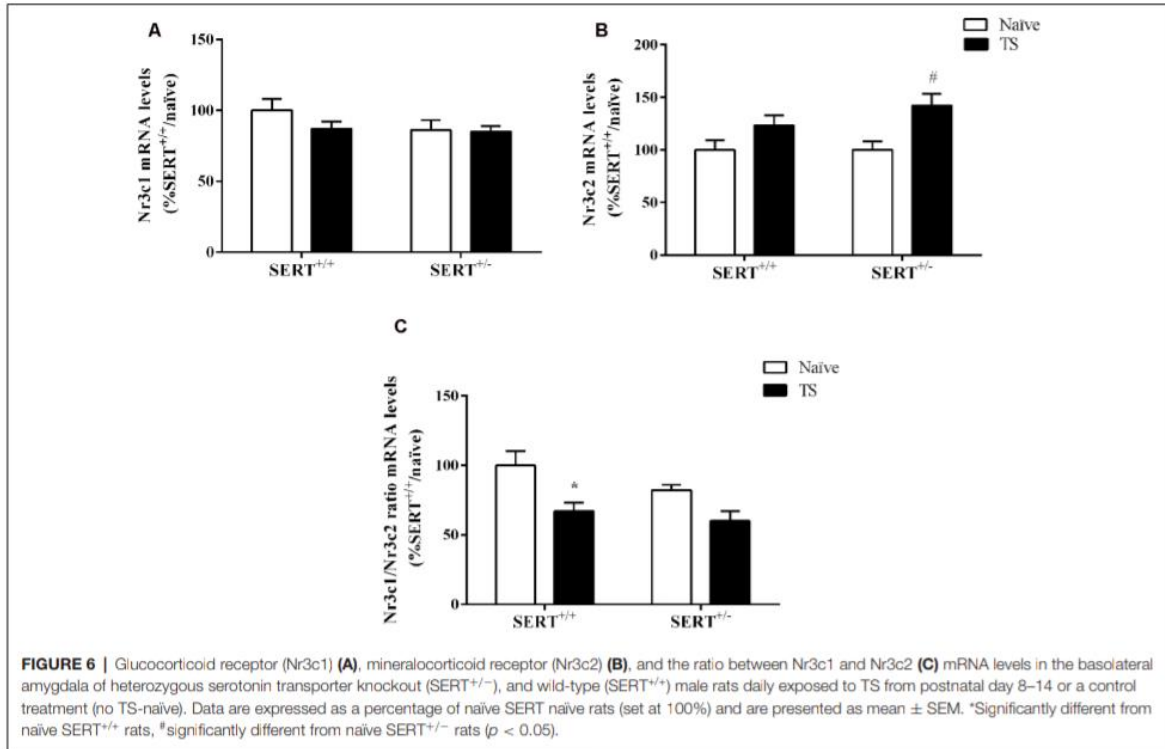 A
150
100
50
0
Nr3c1 mRNA levels
(%SERT+/+/naïve)
SERT+/+
SERT+/-
B
Naïve
TS
200
150
100
50
0
Nr3c2 mRNA levels
(%SERT+/+/naïve)
#
SERT+/+
SERT+/-
C
Naïve
TS
150
100
50
0
Nr3c1/Nr3c2 ratio mRNA levels
(%SERT+/+/naïve)
*
SERT+/+
SERT+/-
FIGURE 6 | Glucocorticoid receptor (Nr3c1) (A), mineralocorticoid receptor (Nr3c2) (B), and the ratio between Nr3c1 and Nr3c2 (C) mRNA levels in the basolateral
amygdala of heterozygous serotonin transporter knockout (SERT+/−), and wild-type (SERT+/+) male rats daily exposed to TS from postnatal day 8–14 or a control
treatment (no TS-naïve). Data are expressed as a percentage of naïve SERT naïve rats (set at 100%) and are presented as mean ± SEM. *Significantly different from
naïve SERT+/+ rats, #significantly different from naïve SERT+/− rats (p < 0.05).